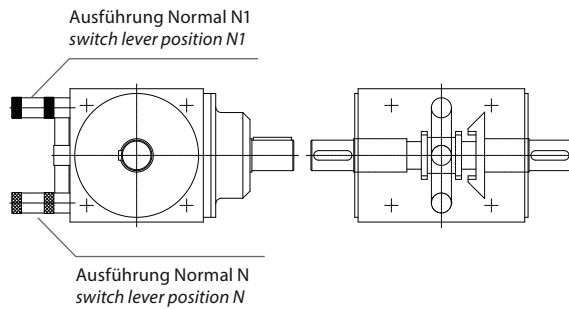 Ausführung Normal N1
switch lever position N1
Ausführung Normal N
switch lever position N